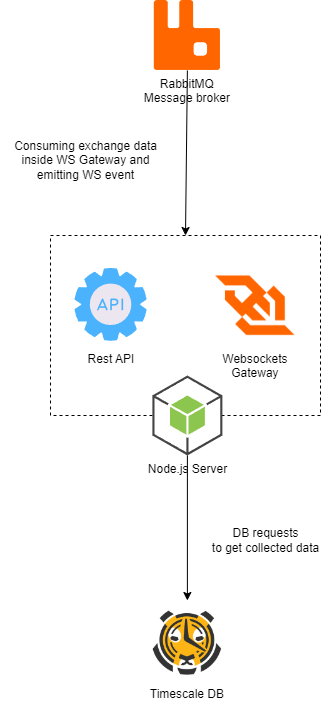 RabbitMQ
Message broker
Consuming exchange data
inside WS Gateway and
emitting WS event
API
Rest API
Websockets
Gateway
Node.js Server
DB requests
to get collected data
Timescale DB